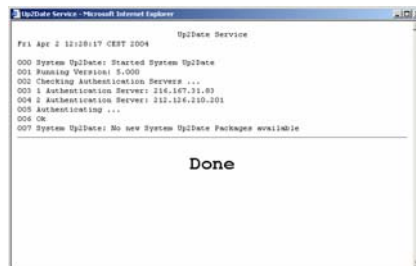 Up2Date Service - Microsoft Internet Explorer
Up2Date Service
Fri Apr 2 12:28:17 CEST 2004
000 System Up2Date: Started System Up2Date
001 Running Version: 5.000
002 Checking Authentication Servers ...
003 1 Authentication Server: 216.167.31.83
004 2 Authentication Server: 212.126.210.201
005 Authenticating ...
006 Ok
007 System Up2Date: No new System Up2Date Packages available
Done